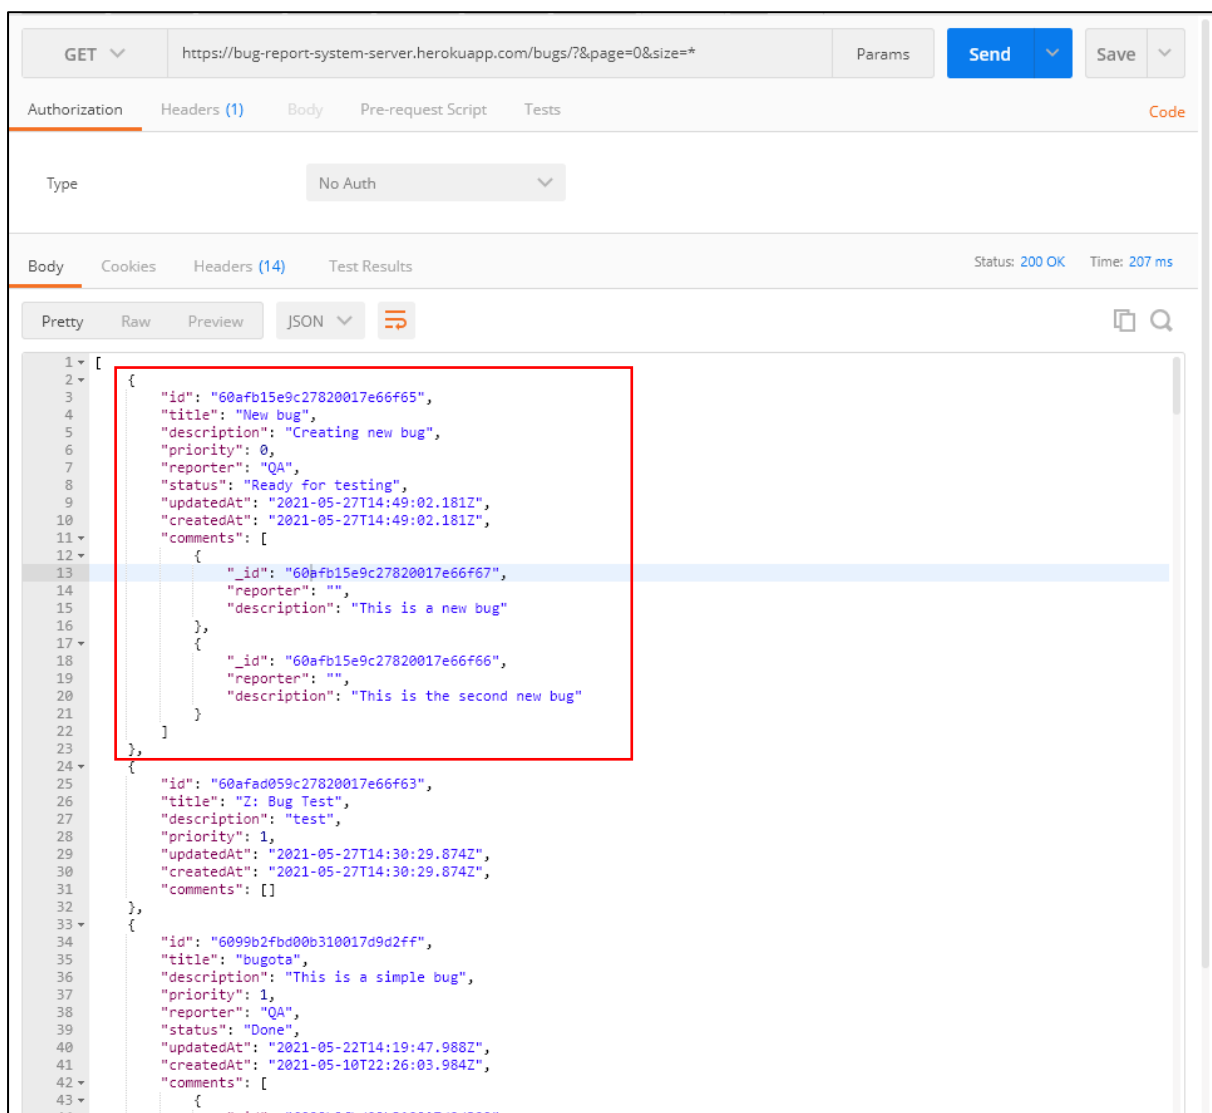 GET https://bug-report-system-server.herokuapp.com/bugs/?&page=0&size=* Params Send Save
Authorization Headers (1) Body Pre-request Script Tests Code
Type No Auth
Body Cookies Headers (14) Test Results Status: 200 OK Time: 207 ms
Pretty Raw Preview JSON
1 [
2 {
3 "id": "60afb15e9c27820017e66f65",
4 "title": "New bug",
5 "description": "Creating new bug",
6 "priority": 0,
7 "reporter": "QA",
8 "status": "Ready for testing",
9 "updatedAt": "2021-05-27T14:49:02.181Z",
10 "createdAt": "2021-05-27T14:49:02.181Z",
11 "comments": [
12 {
13 "_id": "60afb15e9c27820017e66f67",
14 "reporter": "",
15 "description": "This is a new bug"
16 },
17 {
18 "_id": "60afb15e9c27820017e66f66",
19 "reporter": "",
20 "description": "This is the second new bug"
21 }
22 ]
23 },
24 {
25 "id": "60afad059c27820017e66f63",
26 "title": "Z: Bug Test",
27 "description": "test",
28 "priority": 1,
29 "updatedAt": "2021-05-27T14:30:29.874Z",
30 "createdAt": "2021-05-27T14:30:29.874Z",
31 "comments": []
32 },
33 {
34 "id": "6099b2fbd00b310017d9d2ff",
35 "title": "bugota",
36 "description": "This is a simple bug",
37 "priority": 1,
38 "reporter": "QA",
39 "status": "Done",
40 "updatedAt": "2021-05-22T14:19:47.988Z",
41 "createdAt": "2021-05-10T22:26:03.984Z",
42 "comments": [
43 {